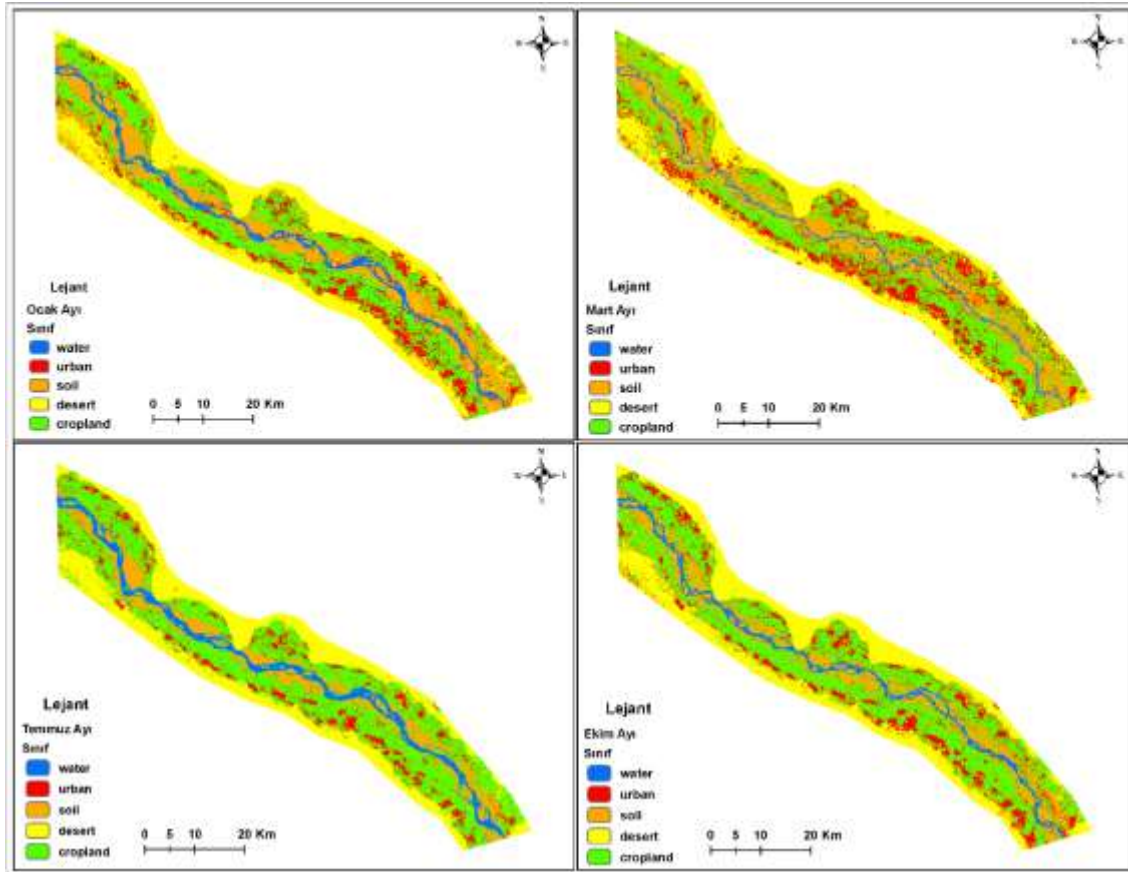 N
S
Lejant
Ocak Ayı
Sınıf
water
urban
soil
desert
cropland
0 5 10 20 Km
N
S
Lejant
Mart Ayı
Sınıf
water
urban
soil
desert
cropland
0 5 10 20 Km
N
S
Lejant
Temmuz Ayı
Sınıf
water
urban
soil
desert
cropland
0 5 10 20 Km
N
S
Lejant
Ekim Ayı
Sınıf
water
urban
soil
desert
cropland
0 5 10 20 Km